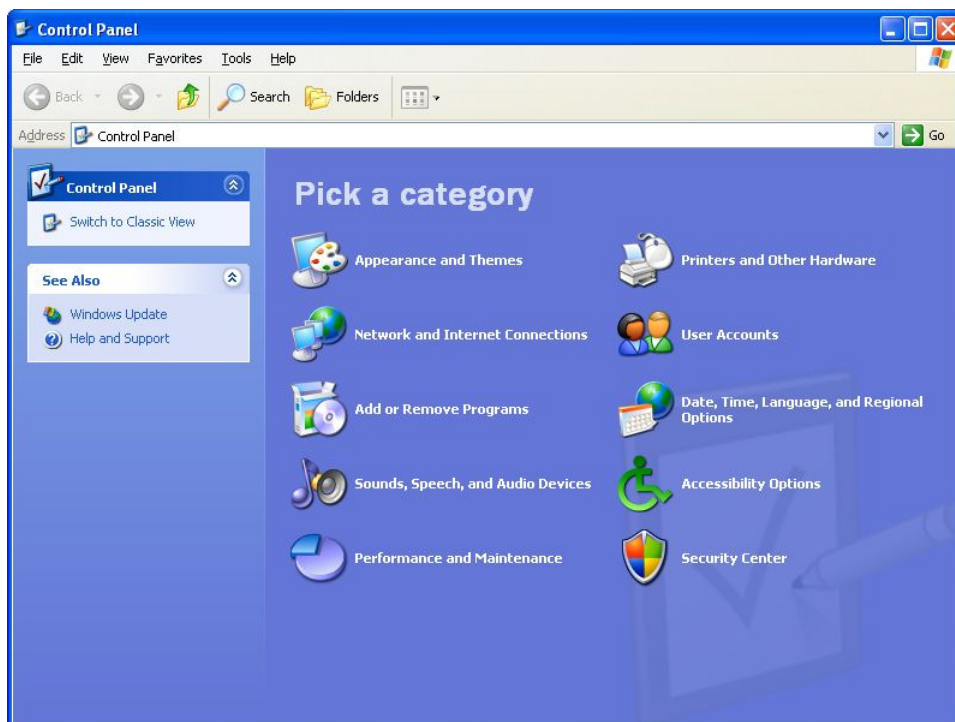 Control Panel
File Edit View Favorites Tools Help
Back Search Folders
Address Control Panel Go
Control Panel
Switch to Classic View
See Also
Windows Update
Help and Support
Pick a category
Appearance and Themes
Printers and Other Hardware
Network and Internet Connections
User Accounts
Add or Remove Programs
Date, Time, Language, and Regional
Options
Sounds, Speech, and Audio Devices
Accessibility Options
Performance and Maintenance
Security Center